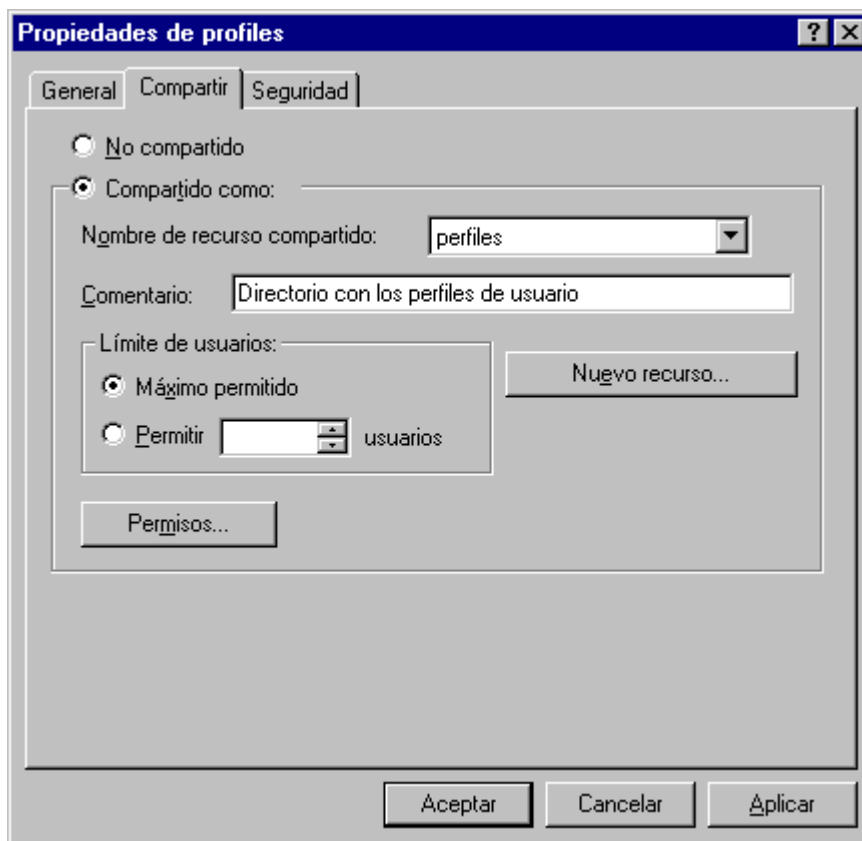 Propiedades de profiles
General Compartir Seguridad
No compartido
Compartido como:
Nombre de recurso compartido: perfiles
Comentario: Directorio con los perfiles de usuario
Límite de usuarios:
Máximo permitido
Nuevo recurso...
Permitir usuarios
Permisos...
Aceptar Cancelar Aplicar